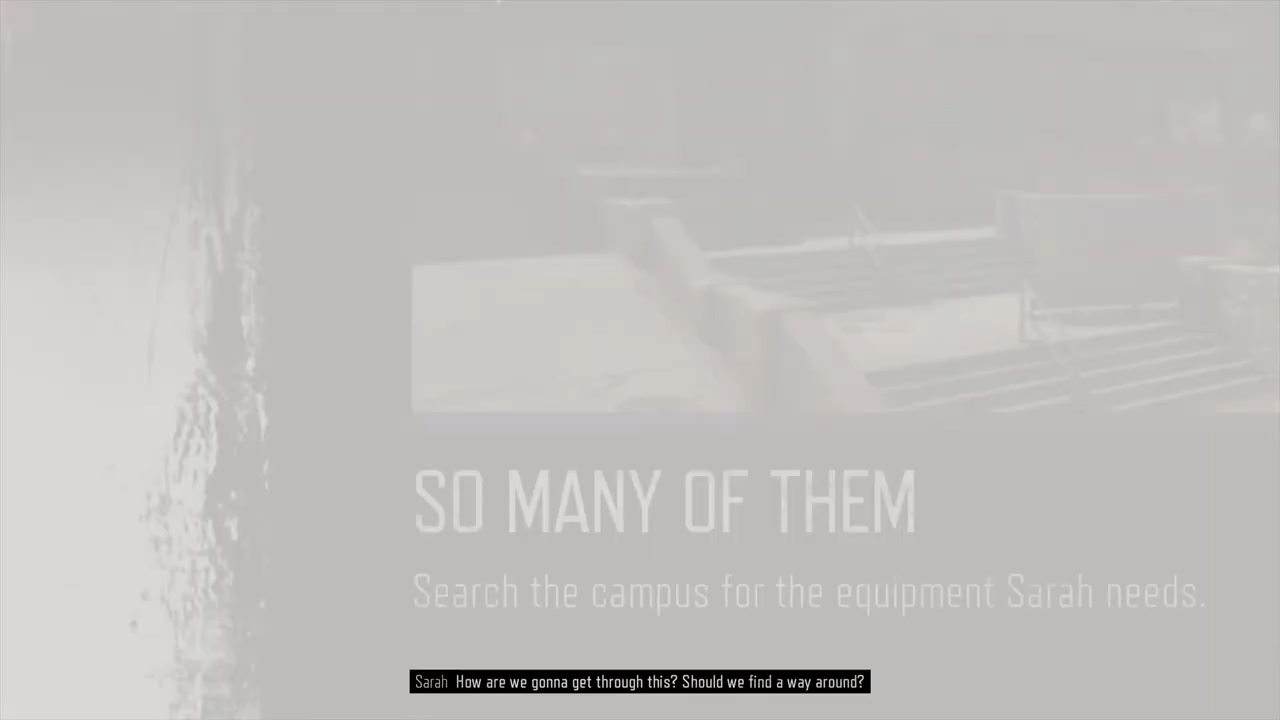 SO MANY OF THEM
Search the campus for the equipment Sarah needs.
Sarah How are we gonna get through this? Should we find a way around?